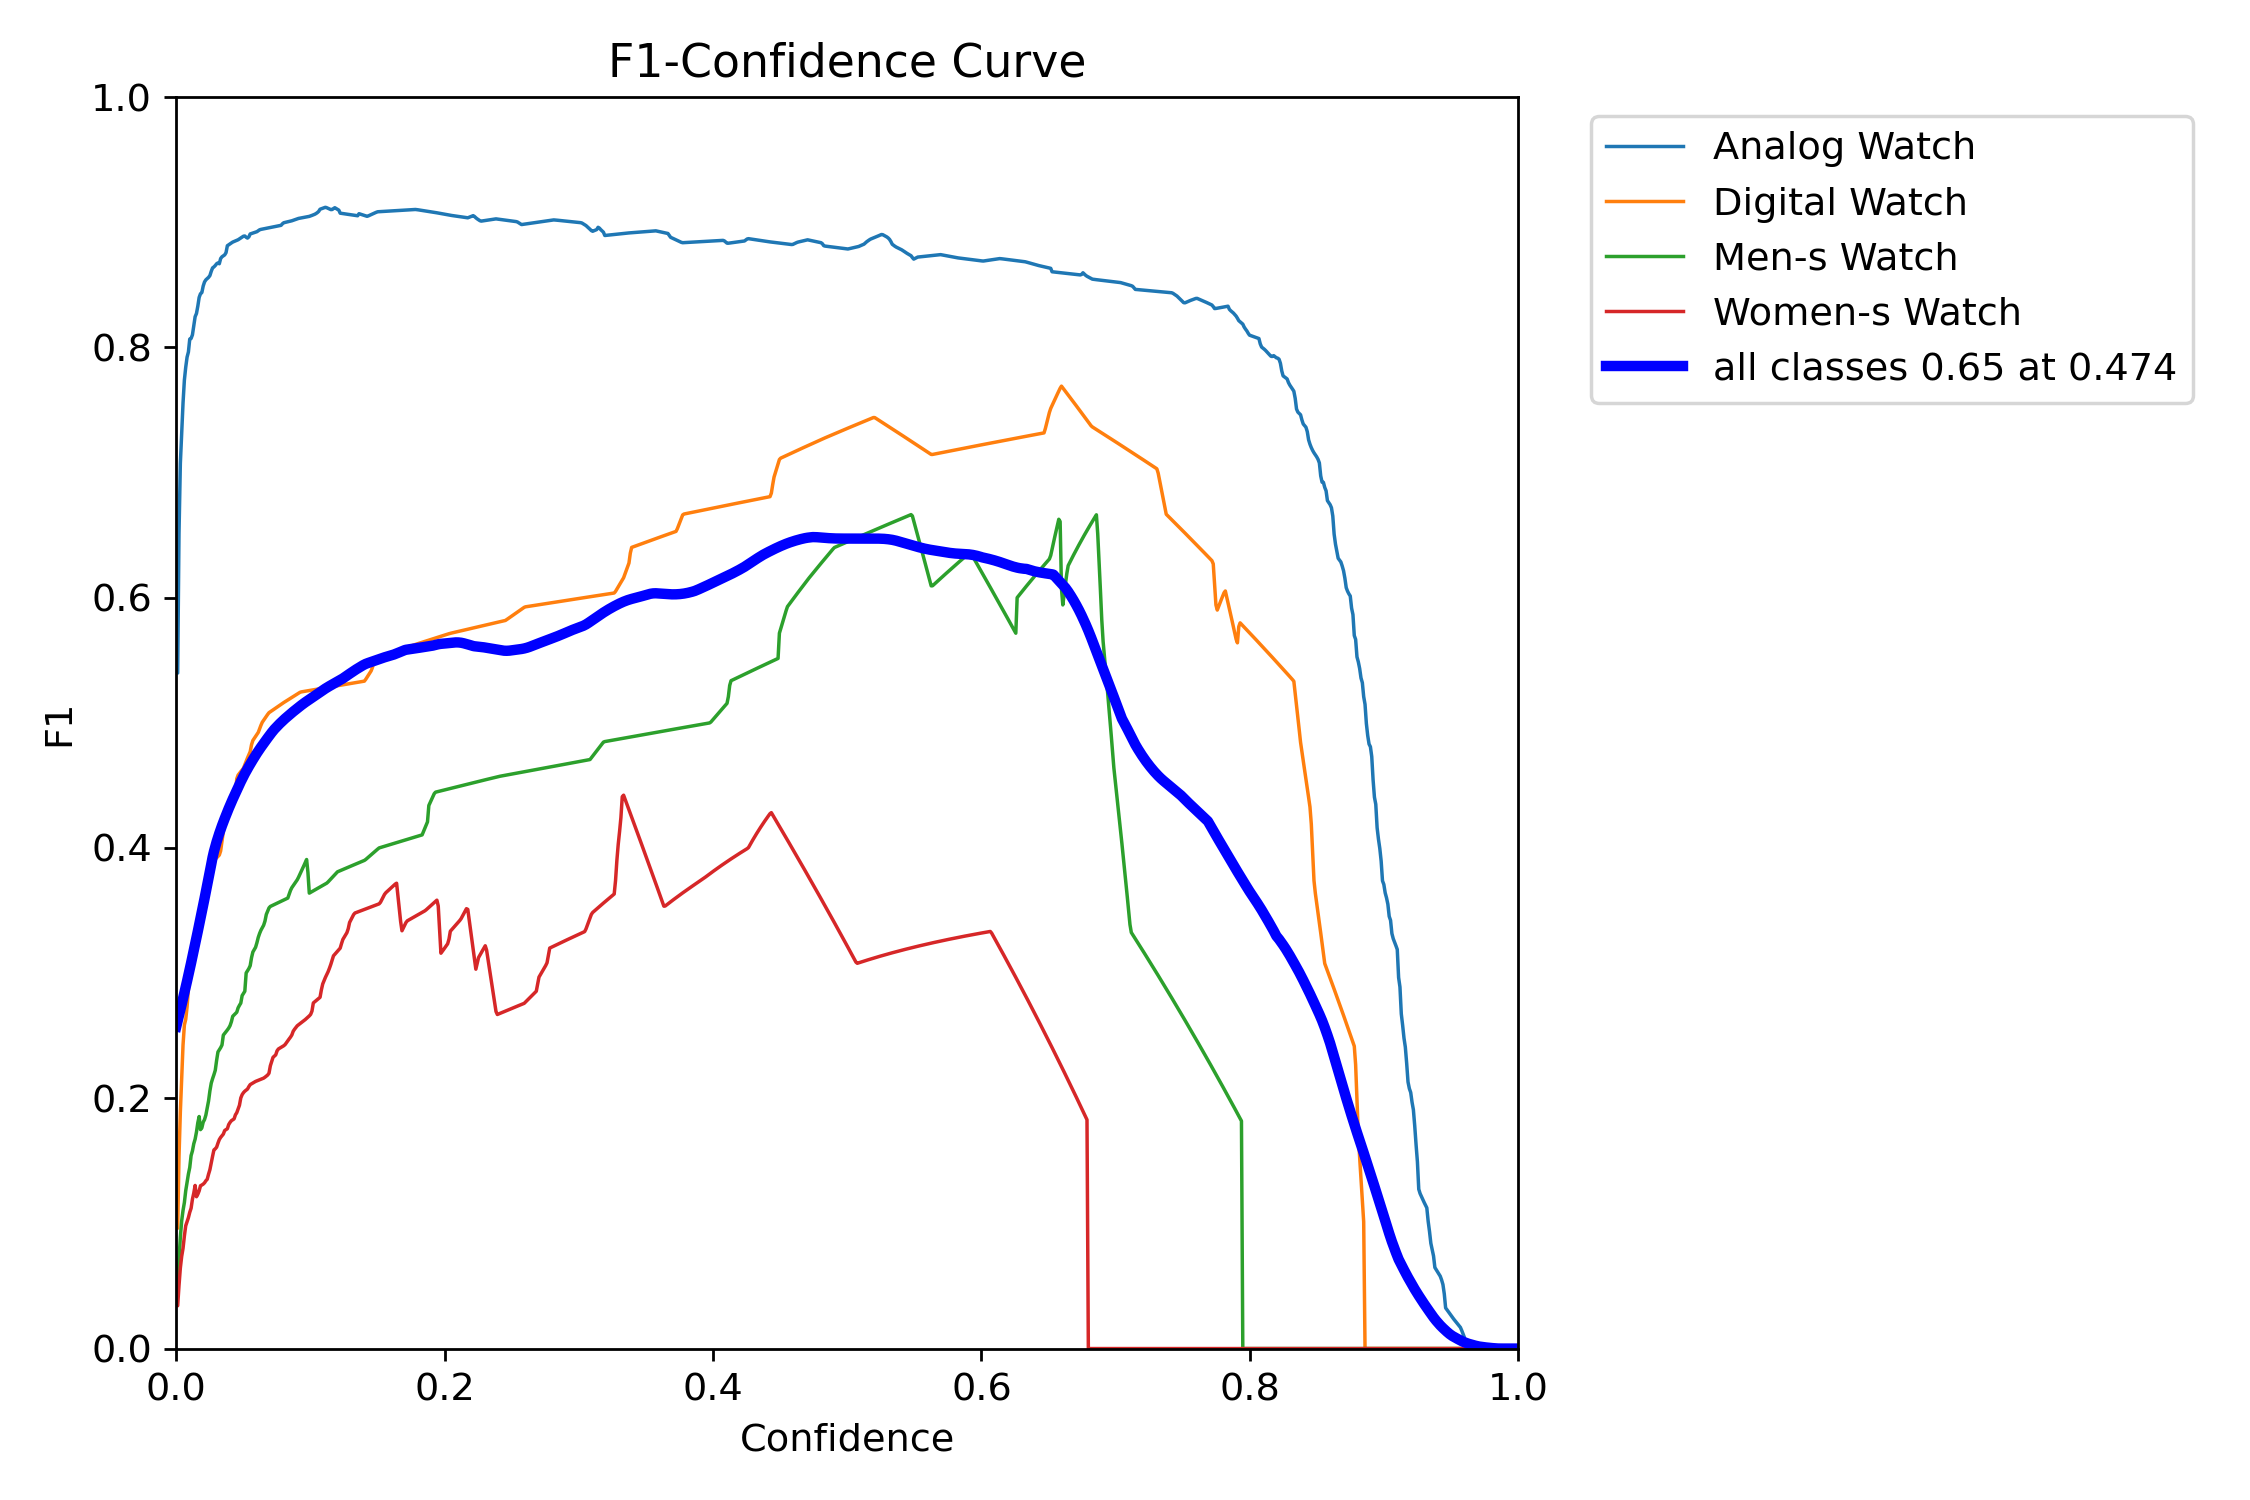 F1-Confidence Curve
1.0
0.8
0.6
0.4
0.2
0.0
F1
0.0 0.2 0.4 0.6 0.8 1.0
Confidence
Analog Watch
Digital Watch
Men-s Watch
Women-s Watch
all classes 0.65 at 0.474